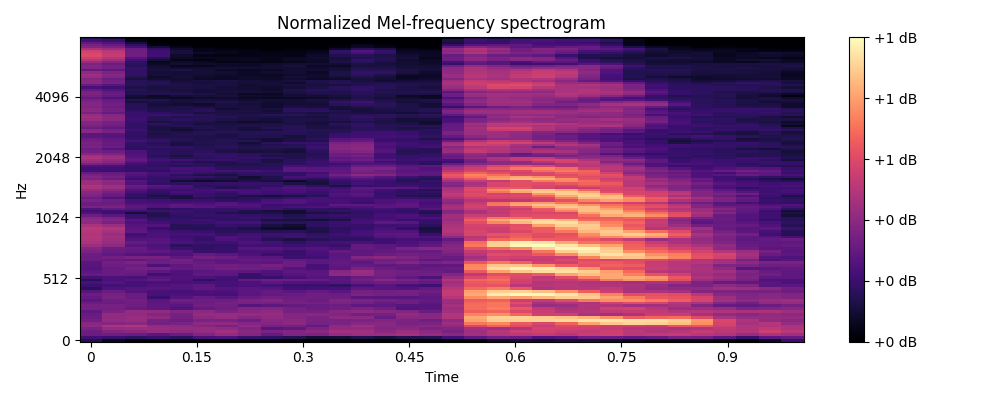 Normalized Mel-frequency spectrogram
Hz
4096
2048
1024
512
0
0 0.15 0.3 0.45 0.6 0.75 0.9
Time
+1 dB
+1 dB
+1 dB
+0 dB
+0 dB
+0 dB